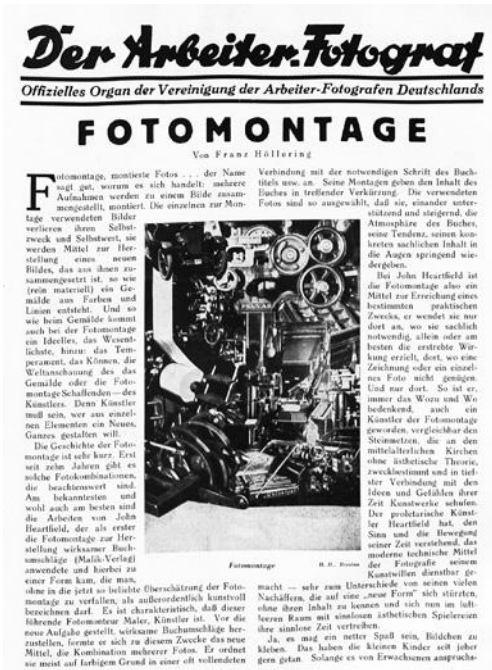 Der Arbeiter-Fotograf
Offizielles Organ der Vereinigung der Arbeiter-Fotografen Deutschlands
FOTOMONTAGE
Von Franz Höllering
Fotomontage, montierte Fotos . . . der Name
sagt gut, worum es sich handelt: mehrere
Aufnahmen werden zu einem Bilde zusam-
mengestellt, montiert. Die einzelnen zur Mon-
tage verwendeten Bilder
verlieren ihren Selbst-
zweck und Selbstwert, sie
werden Mittel zur Her-
stellung eines neuen
Bildes, das aus ihnen zu-
sammengesetzt ist, so wie
(rein materiell) ein Ge-
mälde aus Farben und
Linien entsteht. Und so
wie beim Gemälde kommt
auch bei der Fotomontage
ein Ideelles, das Wesent-
lichste, hinzu: das Tem-
perament, das Können, die
Weltanschauung des das
Gemälde oder die Foto-
montage Schaffenden — des
Künstlers. Denn Künstler
muß sein, wer aus einzel-
nen Elementen ein Neues,
Ganzes gestalten will.
Die Geschichte der Foto-
montage ist sehr kurz. Erst
seit zehn Jahren gibt es
solche Fotokombinationen,
die beachtenswert sind.
Am bekanntesten und
wohl auch am besten sind
die Arbeiten von John
Heartfield, der als erster
die Fotomontage zur Her-
stellung wirksamer Buch-
umschläge (Malik-Verlag)
anwendete und hierbei zu
einer Form kam, die man,
ohne in die jetzt so beliebte Überschätzung der Foto-
montage zu verfallen, als außerordentlich kunstvoll
bezeichnen darf. Es ist charakteristisch, daß dieser
führende Fotomonteur Maler, Künstler ist. Vor die
neue Aufgabe gestellt, wirksame Buchumschläge her-
zustellen, formte er sich zu diesem Zwecke das neue
Mittel, die Kombination mehrerer Fotos. Er ordnet
sie meist auf farbigem Grund in einer oft vollendeten
Verbindung mit der notwendigen Schrift des Buch-
titels usw. an. Seine Montagen geben den Inhalt des
Buches in treffender Verkürzung. Die verwendeten
Fotos sind so ausgewählt, daß sie, einander unter-
stützend und steigernd, die
Atmosphäre des Buches,
seine Tendenz, seinen kon-
kreten sachlichen Inhalt in
die Augen springend wie-
dergeben.
Bei John Heartfield ist
die Fotomontage also ein
Mittel zur Erreichung eines
bestimmten praktischen
Zwecks, er wendet sie nur
dort an, wo sie sachlich
notwendig, allein oder am
besten die erstrebte Wir-
kung erzielt, dort, wo eine
Zeichnung oder ein einzel-
nes Foto nicht genügen.
Und nur dort. So ist er,
immer das Wozu und Wo
bedenkend, auch ein
Künstler der Fotomontage
geworden, vergleichbar den
Steinmetzen, die an den
mittelalterlichen Kirchen
ohne ästhetische Theorie,
zweckbestimmt und in tief-
ster Verbindung mit den
Ideen und Gefühlen ihrer
Zeit Kunstwerke schufen.
Der proletarische Künst-
ler Heartfield hat, den
Sinn und die Bewegung
seiner Zeit verstehend, das
moderne technische Mittel
der Fotografie seinem
Kunstwillen dienstbar ge-
macht — sehr zum Unterschiede von seinen vielen
Nachäffern, die auf eine „neue Form" sich stürzten,
ohne ihren Inhalt zu kennen und sich nun im luft-
leeren Raum mit sinnlosen ästhetischen Spielereien
ihre sinnlose Zeit vertreiben.
Ja, es mag ein netter Spaß sein, Bildchen zu
kleben. Das haben die kleinen Kinder seit jeher
gern getan. Solange es von Erwachsenen anspruchs-
Fotomontage